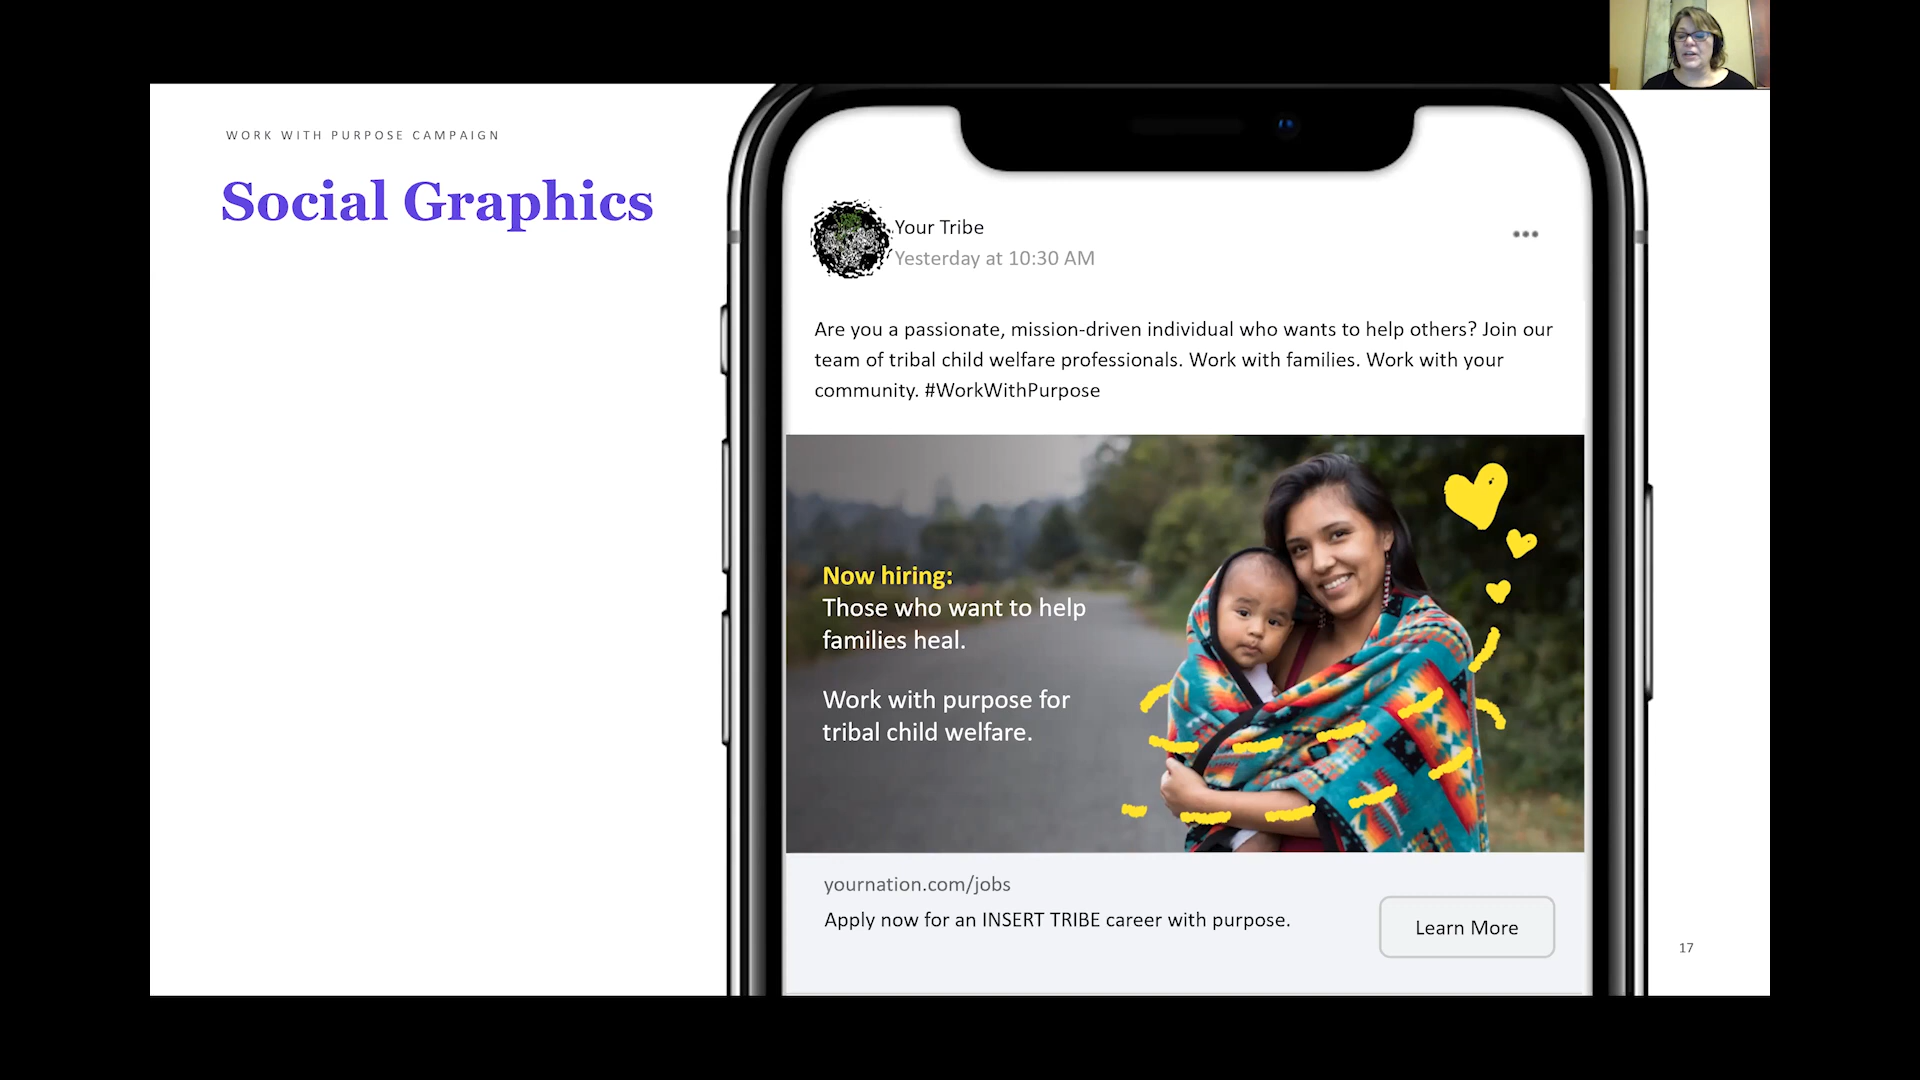 WORK WITH PURPOSE CAMPAIGN
Social Graphics
Your Tribe
Yesterday at 10:30 AM
Are you a passionate, mission-driven individual who wants to help others? Join our
team of tribal child welfare professionals. Work with families. Work with your
community. #WorkWithPurpose
Now hiring:
Those who want to help
families heal.
Work with purpose for
tribal child welfare.
yournation.com/jobs
Apply now for an INSERT TRIBE career with purpose.
Learn More
17